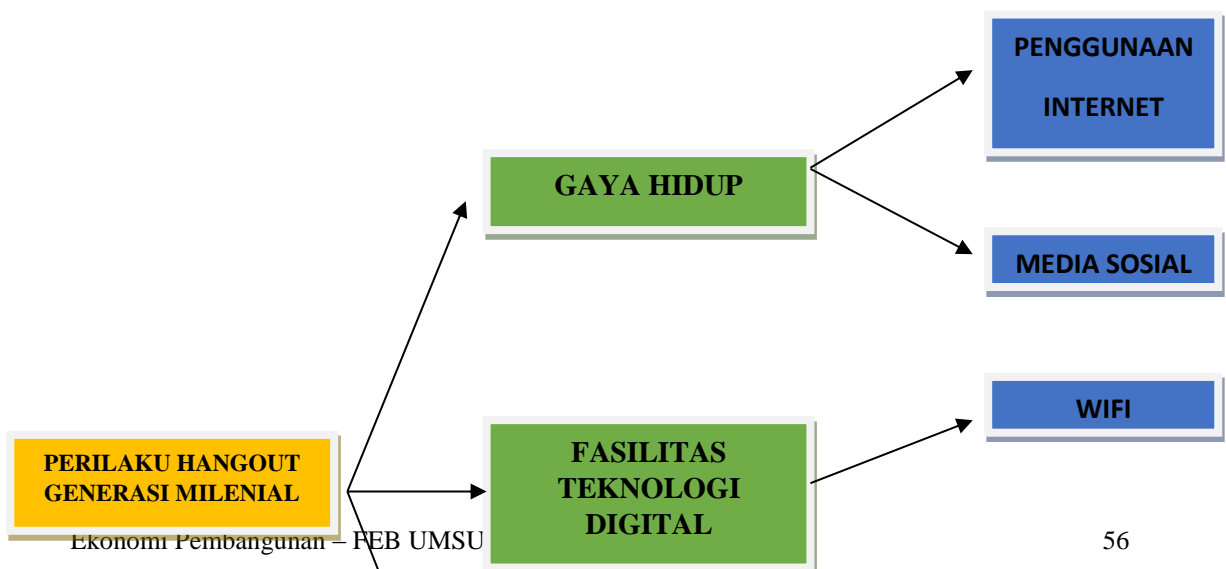 PENGGUNAAN
INTERNET
GAYA HIDUP
MEDIA SOSIAL
WIFI
FASILITAS
TEKNOLOGI
DIGITAL
PERILAKU HANGOUT
GENERASI MILENIAL
Ekonomi Pembangunan – FEB UMSU 56